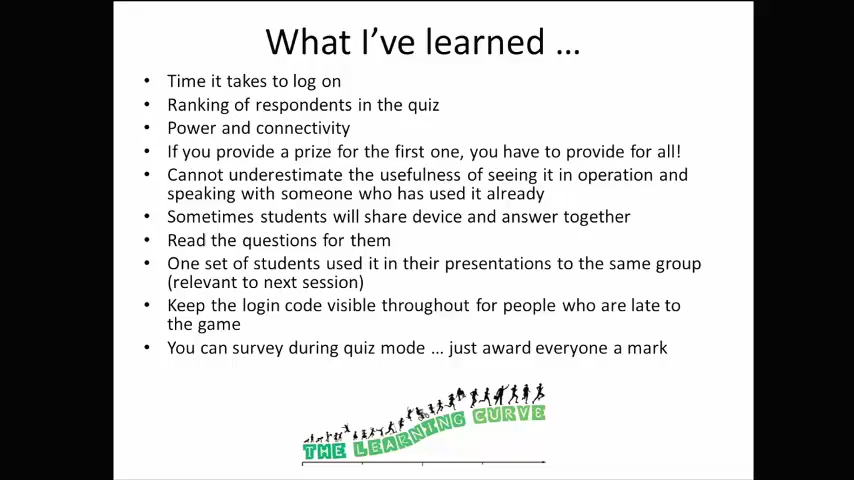 What I've learned ...
• Time it takes to log on
• Ranking of respondents in the quiz
• Power and connectivity
• If you provide a prize for the first one, you have to provide for all!
• Cannot underestimate the usefulness of seeing it in operation and
speaking with someone who has used it already
• Sometimes students will share device and answer together
• Read the questions for them
• One set of students used it in their presentations to the same group
(relevant to next session)
• Keep the login code visible throughout for people who are late to
the game
• You can survey during quiz mode ... just award everyone a mark
THE LEARNING CURVE